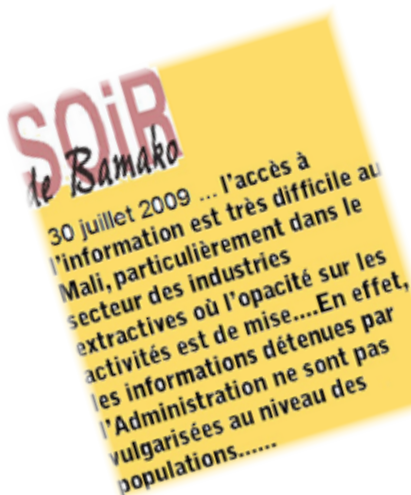 SOiR
de Bamako
30 juillet 2009 ... l'accès à
l'information est très difficile au
Mali, particulièrement dans le
secteur des industries
extractives où l'opacité sur les
activités est de mise....En effet,
les informations détenues par
l'Administration ne sont pas
vulgarisées au niveau des
populations......